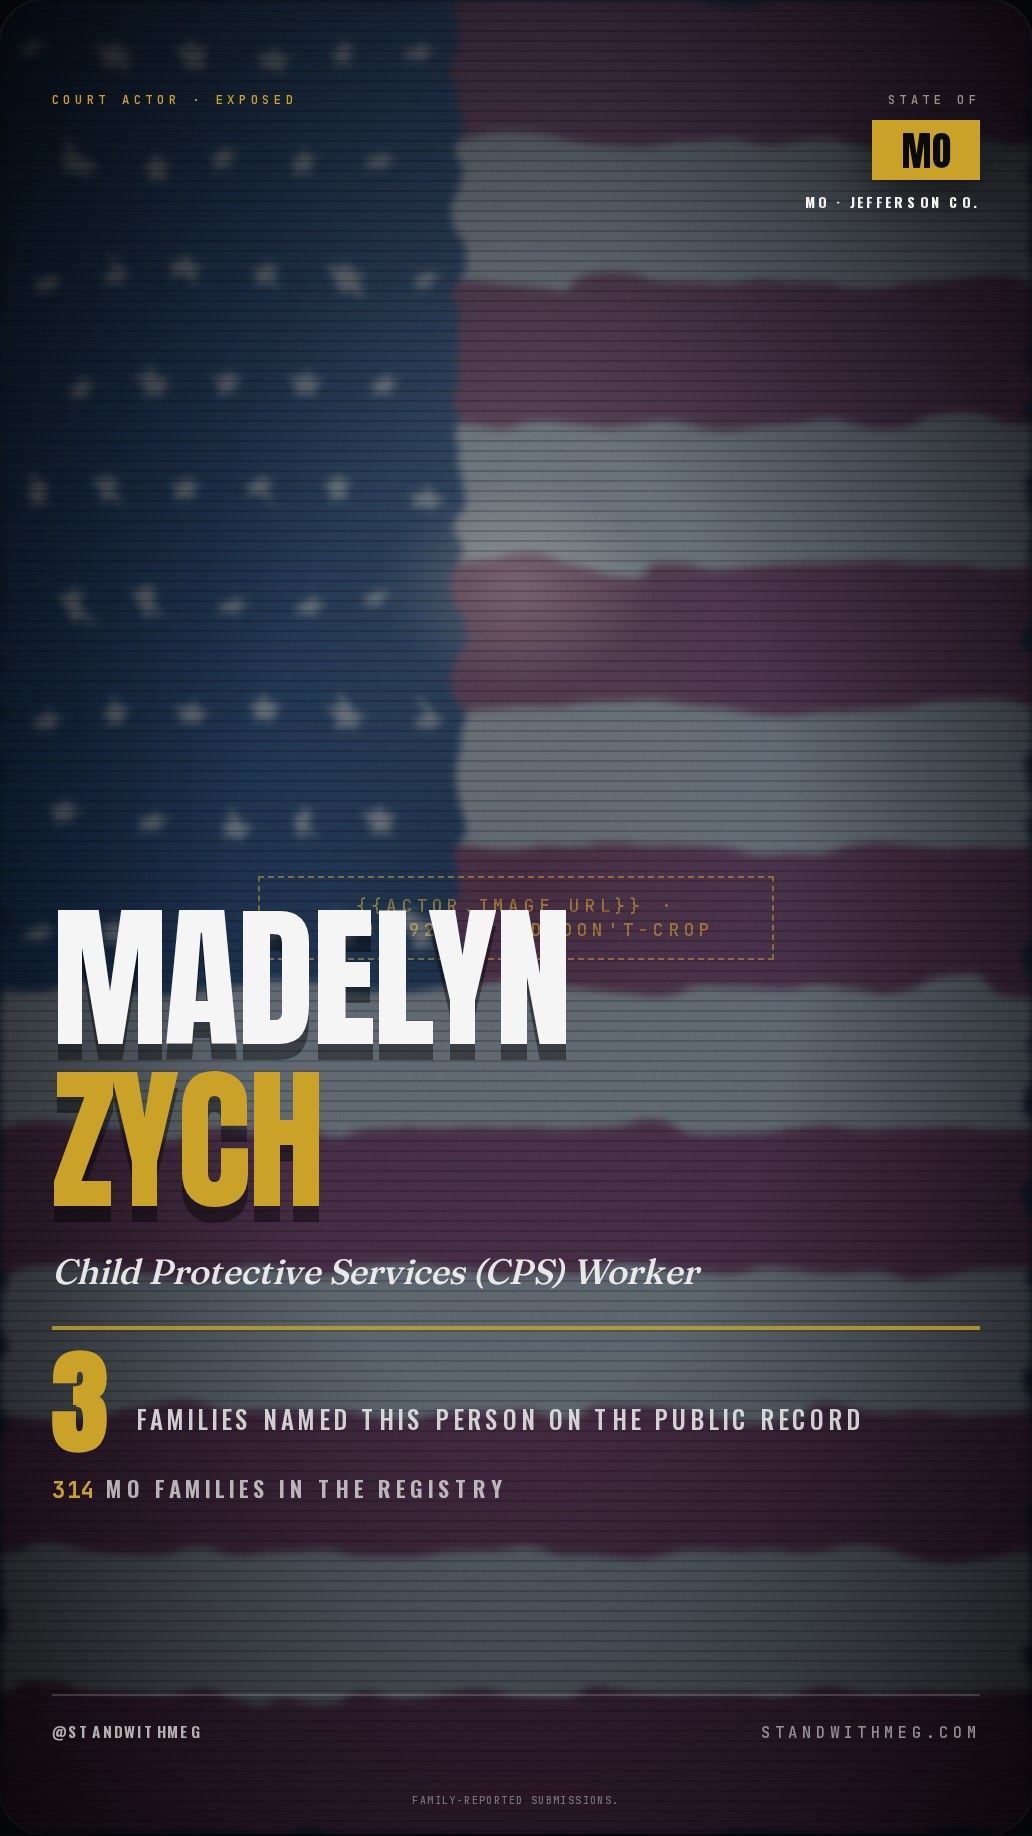 COURT ACTOR · EXPOSED
STATE OF
MO
MO · JEFFERSON CO.
{{ACTOR_IMAGE_URL}} ·
DON'T-CROP
MADELYN
ZYCH
Child Protective Services (CPS) Worker
3 FAMILIES NAMED THIS PERSON ON THE PUBLIC RECORD
314 MO FAMILIES IN THE REGISTRY
@STANDWITHMEG
STANDWITHMEG.COM
FAMILY-REPORTED SUBMISSIONS.